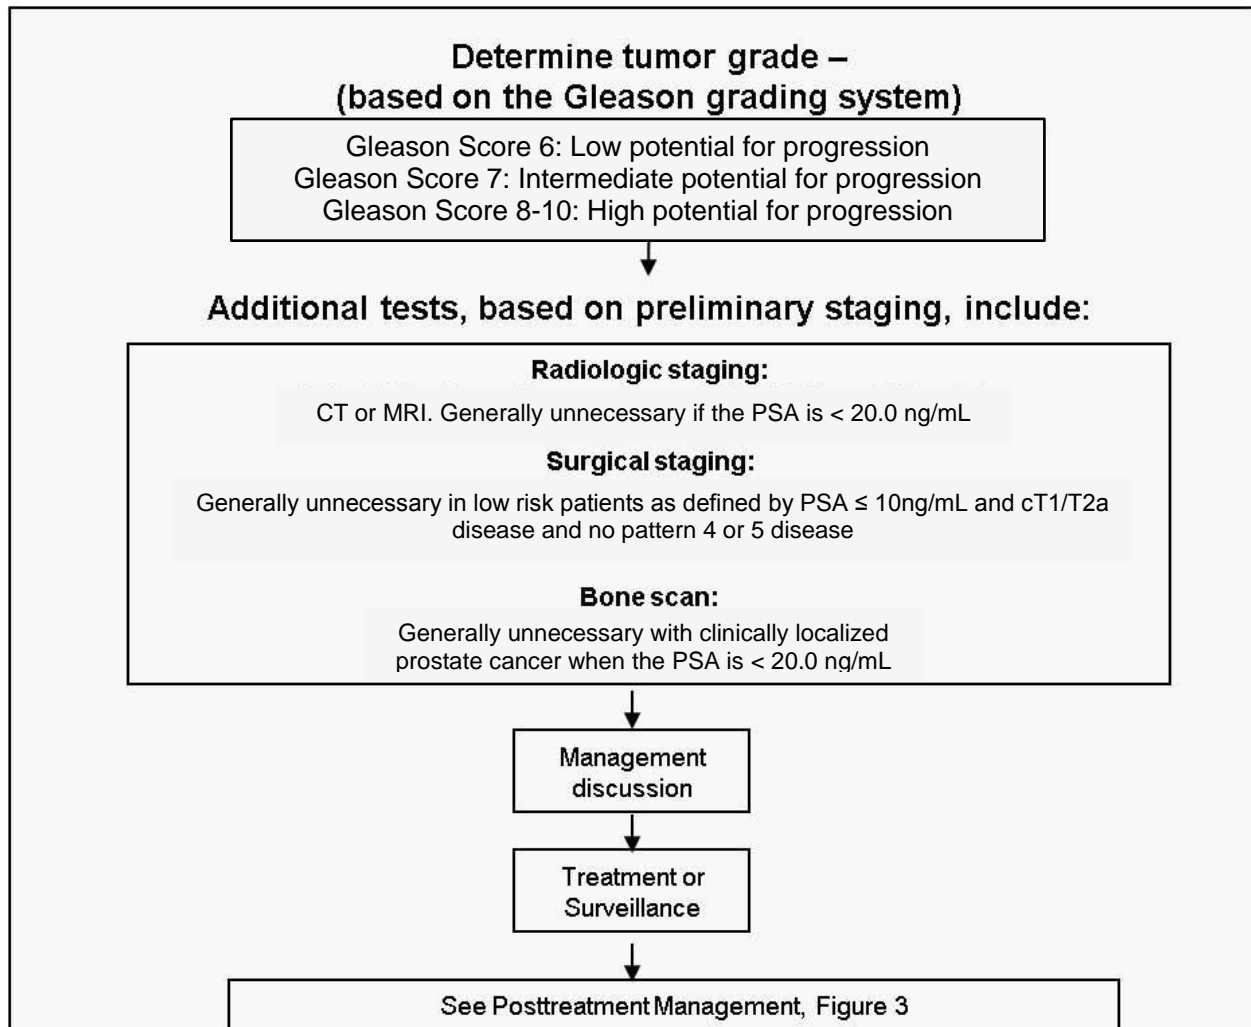 Determine tumor grade –
(based on the Gleason grading system)
Gleason Score 6: Low potential for progression
Gleason Score 7: Intermediate potential for progression
Gleason Score 8-10: High potential for progression
Additional tests, based on preliminary staging, include:
Radiologic staging:
CT or MRI. Generally unnecessary if the PSA is < 20.0 ng/mL
Surgical staging:
Generally unnecessary in low risk patients as defined by PSA ≤ 10ng/mL and cT1/T2a
disease and no pattern 4 or 5 disease
Bone scan:
Generally unnecessary with clinically localized
prostate cancer when the PSA is < 20.0 ng/mL
Management
discussion
Treatment or
Surveillance
See Posttreatment Management, Figure 3